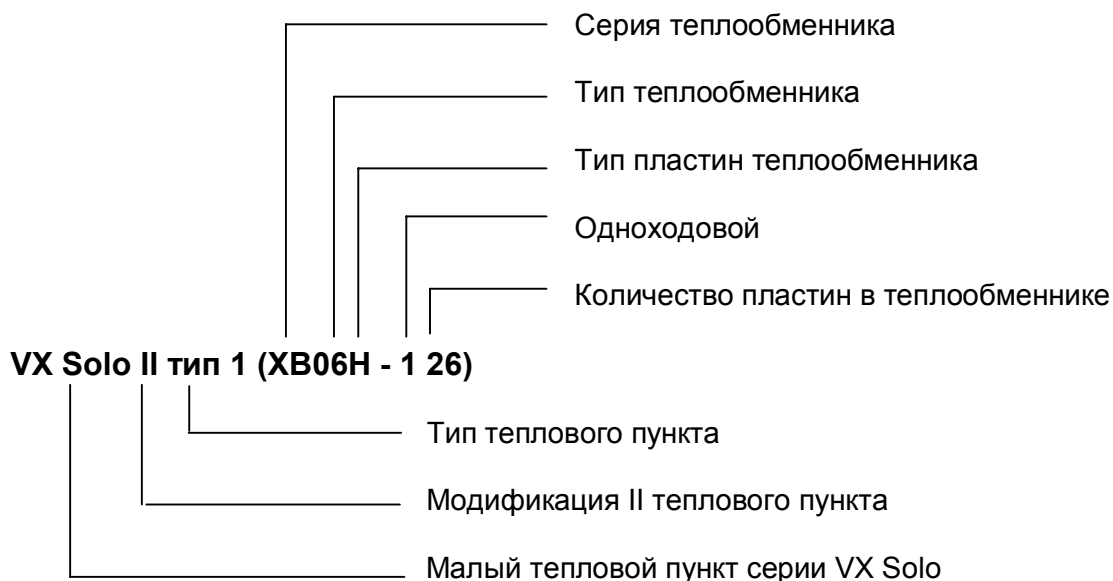 Серия теплообменника
Тип теплообменника
Тип пластин теплообменника
Одноходовой
Количество пластин в теплообменнике
VX Solo II тип 1 (XB06H - 1 26)
Тип теплового пункта
Модификация II теплового пункта
Малый тепловой пункт серии VX Solo